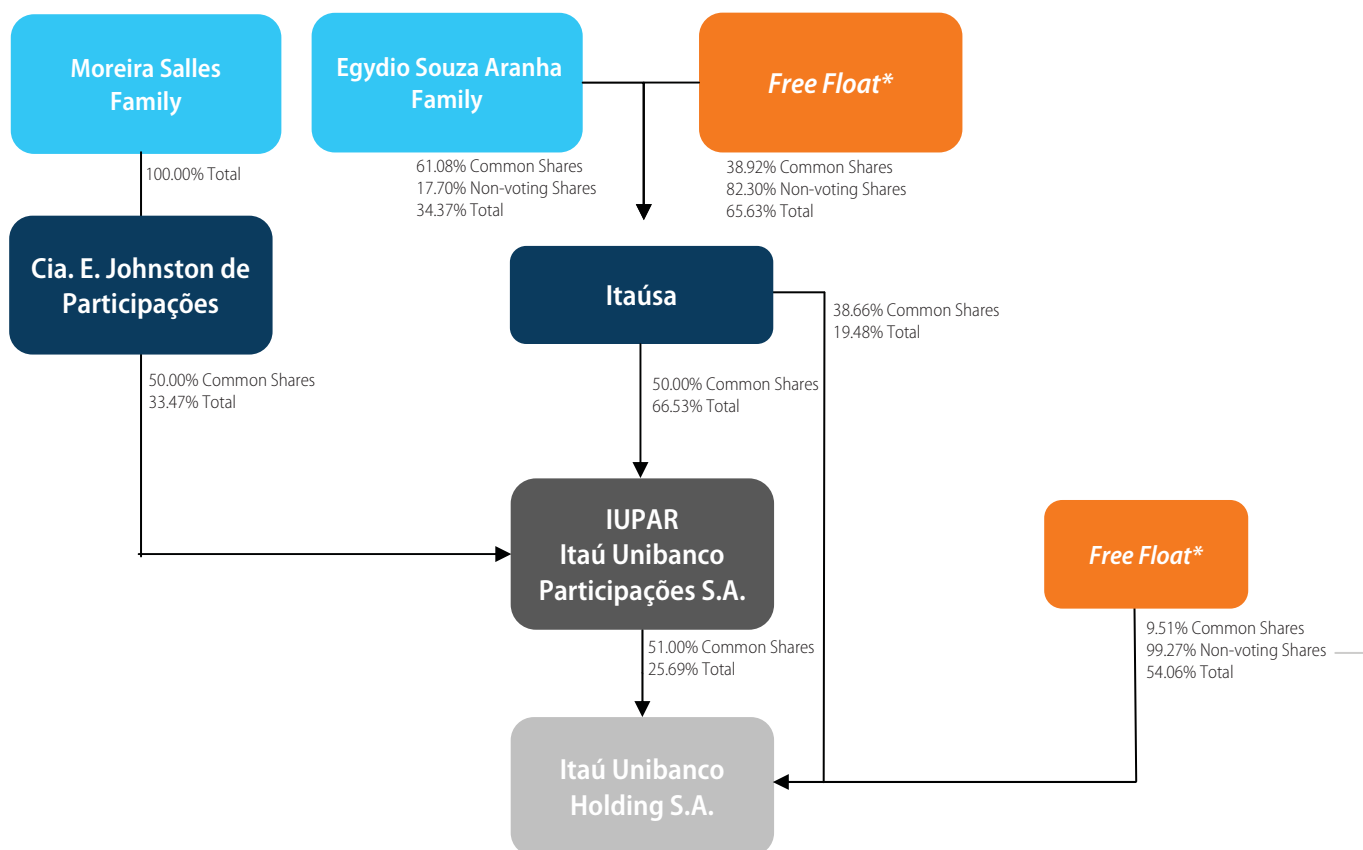 Moreira Salles
Family
Egydio Souza Aranha
Family
Free Float*
100.00% Total
61.08% Common Shares
17.70% Non-voting Shares
34.37% Total
38.92% Common Shares
82.30% Non-voting Shares
65.63% Total
Cia. E. Johnston de
Participações
Itaúsa
38.66% Common Shares
19.48% Total
50.00% Common Shares
33.47% Total
50.00% Common Shares
66.53% Total
IUPAR
Itaú Unibanco
Participações S.A.
Free Float*
9.51% Common Shares
99.27% Non-voting Shares
54.06% Total
51.00% Common Shares
25.69% Total
Itaú Unibanco
Holding S.A.